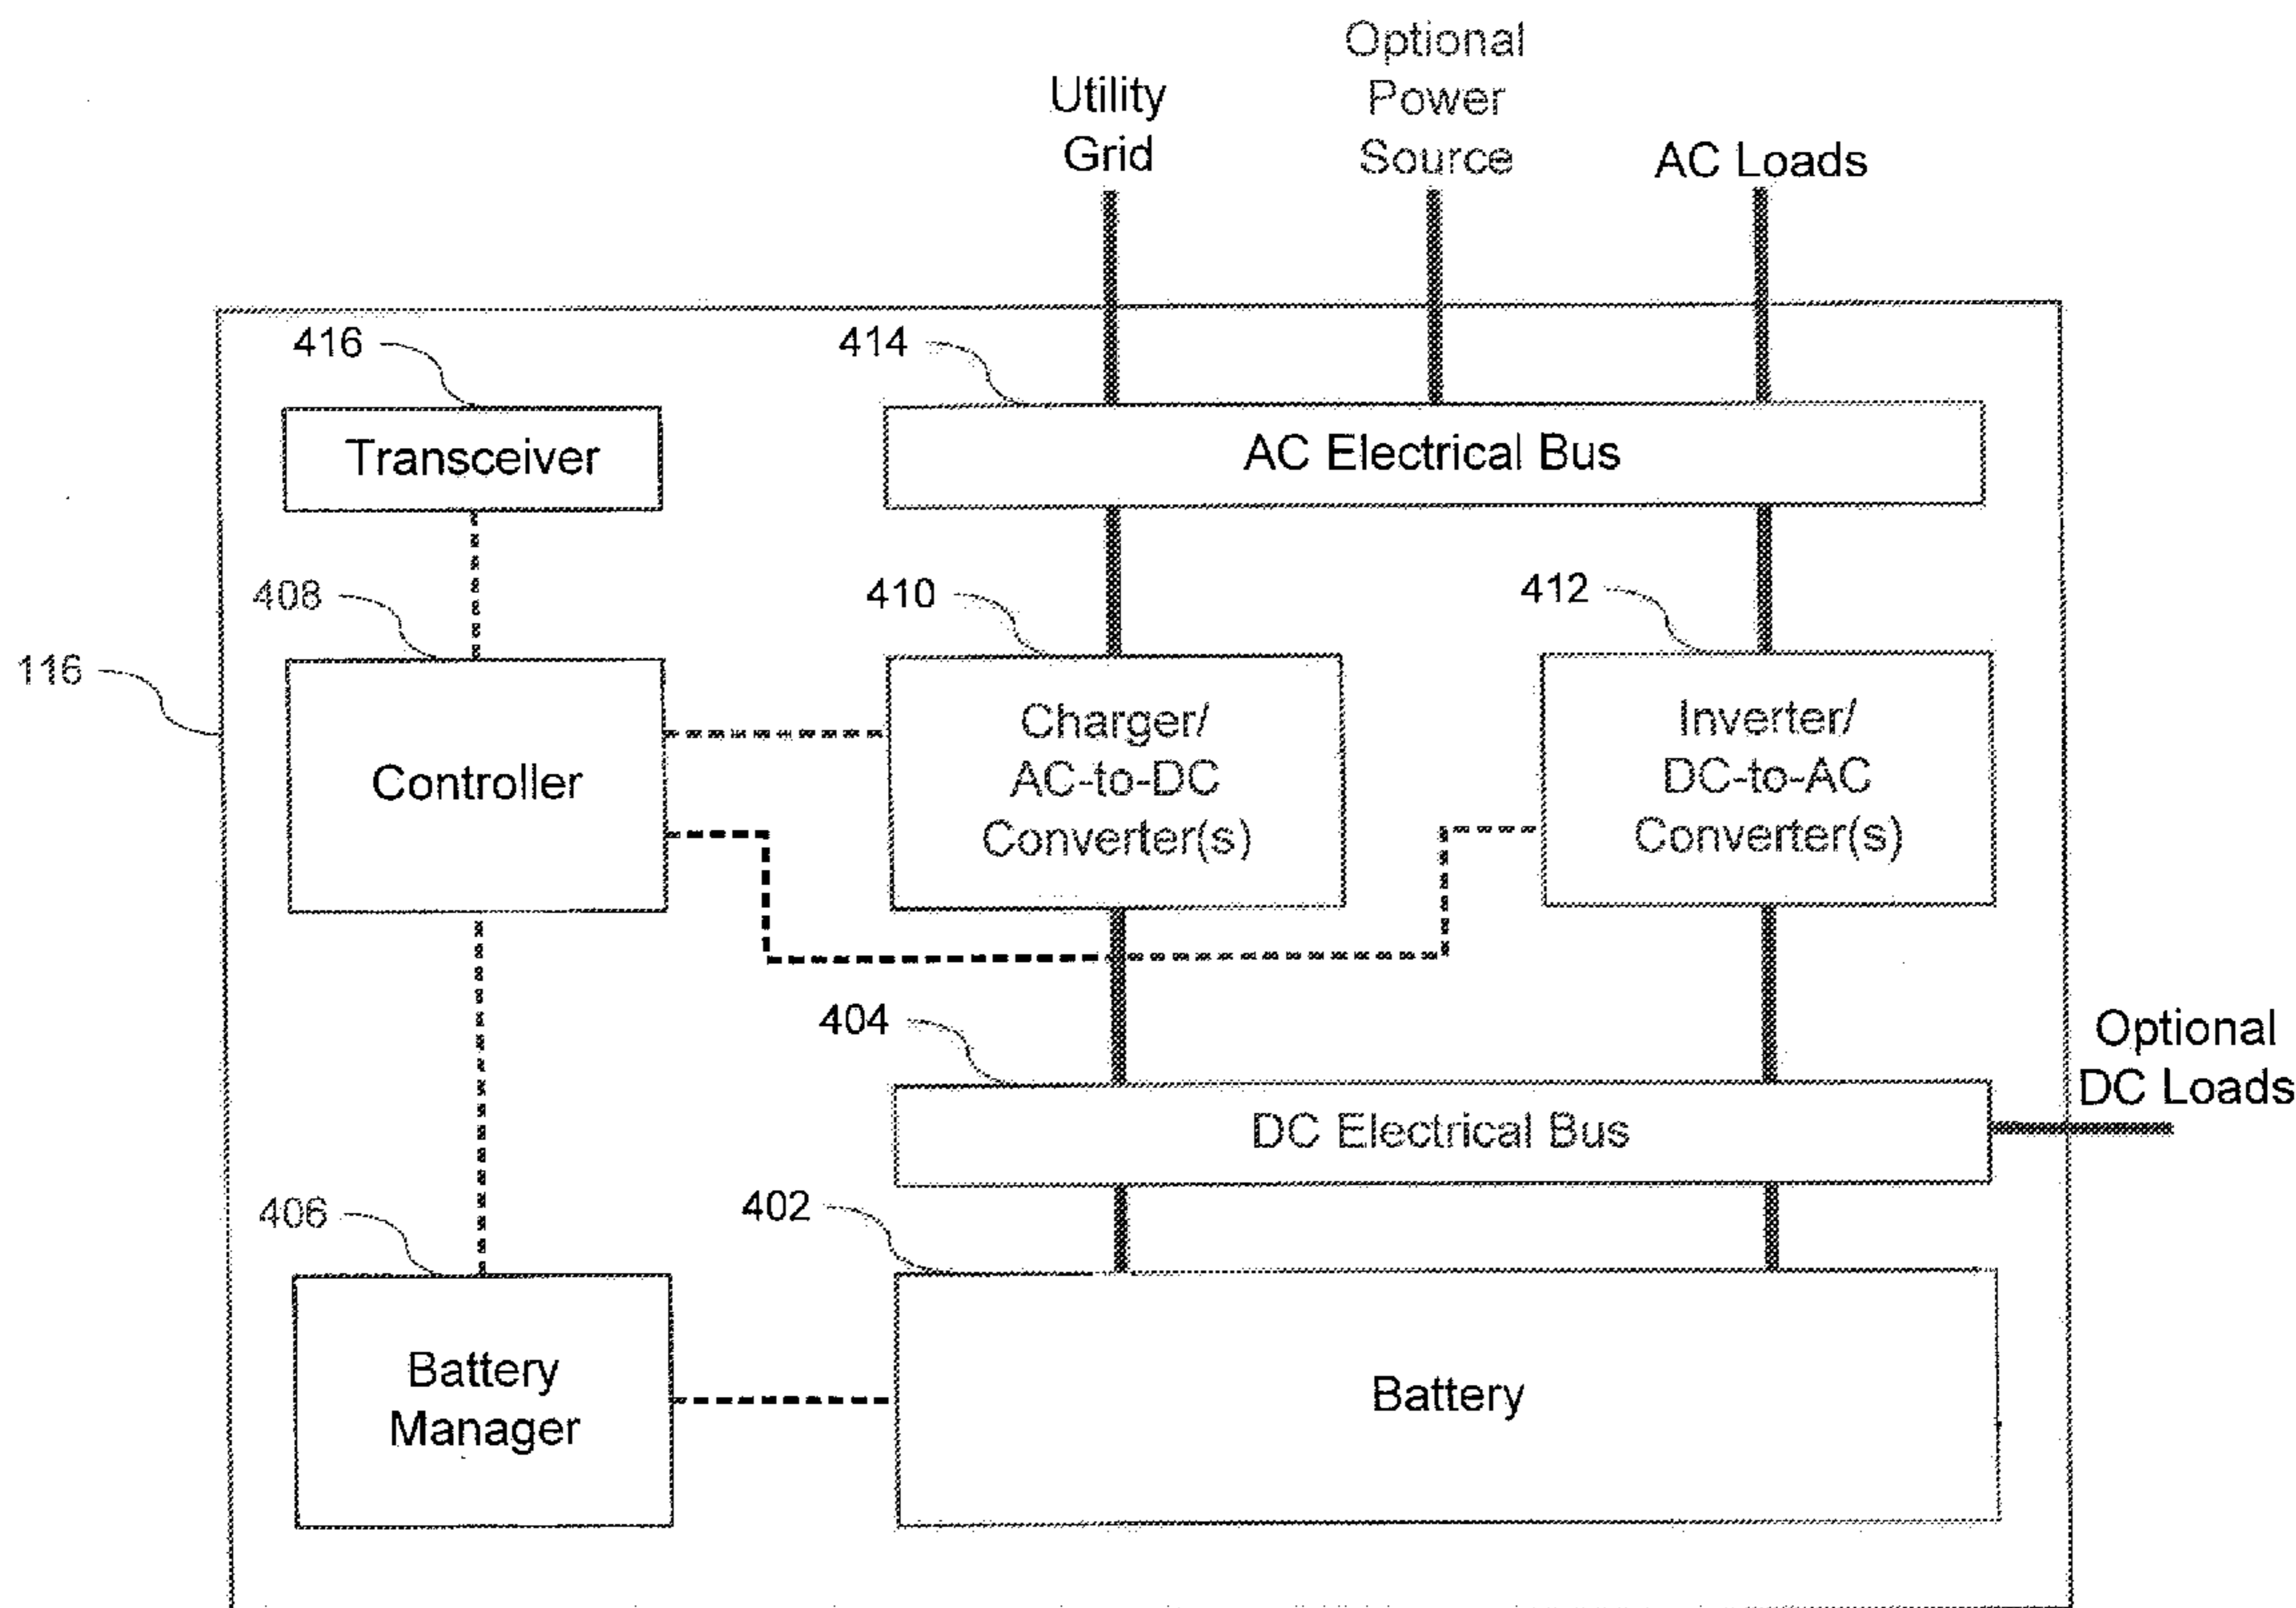 Optional
Power
Source
Utility
Grid
AC Loads
416
414
Transceiver
AC Electrical Bus
408
410
412
116
Controller
Charger/
AC-to-DC
Converter(s)
Inverter/
DC-to-AC
Converter(s)
404
Optional
DC Loads
DC Electrical Bus
406
402
Battery
Manager
Battery